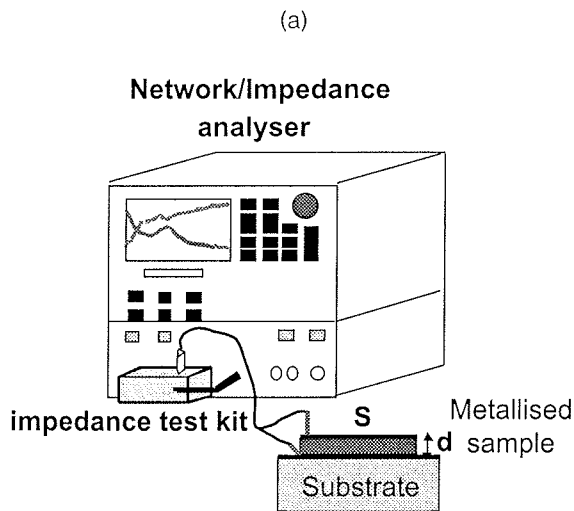 (a)
Network/Impedance
analyser
impedance test kit
S
d
Metallised
sample
Substrate